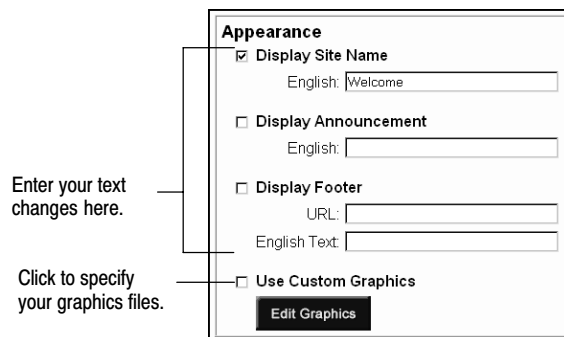 Appearance
Display Site Name
English: Welcome
Display Announcement
English:
Enter your text
changes here.
Display Footer
URL:
English Text:
Click to specify
your graphics files.
Use Custom Graphics
Edit Graphics